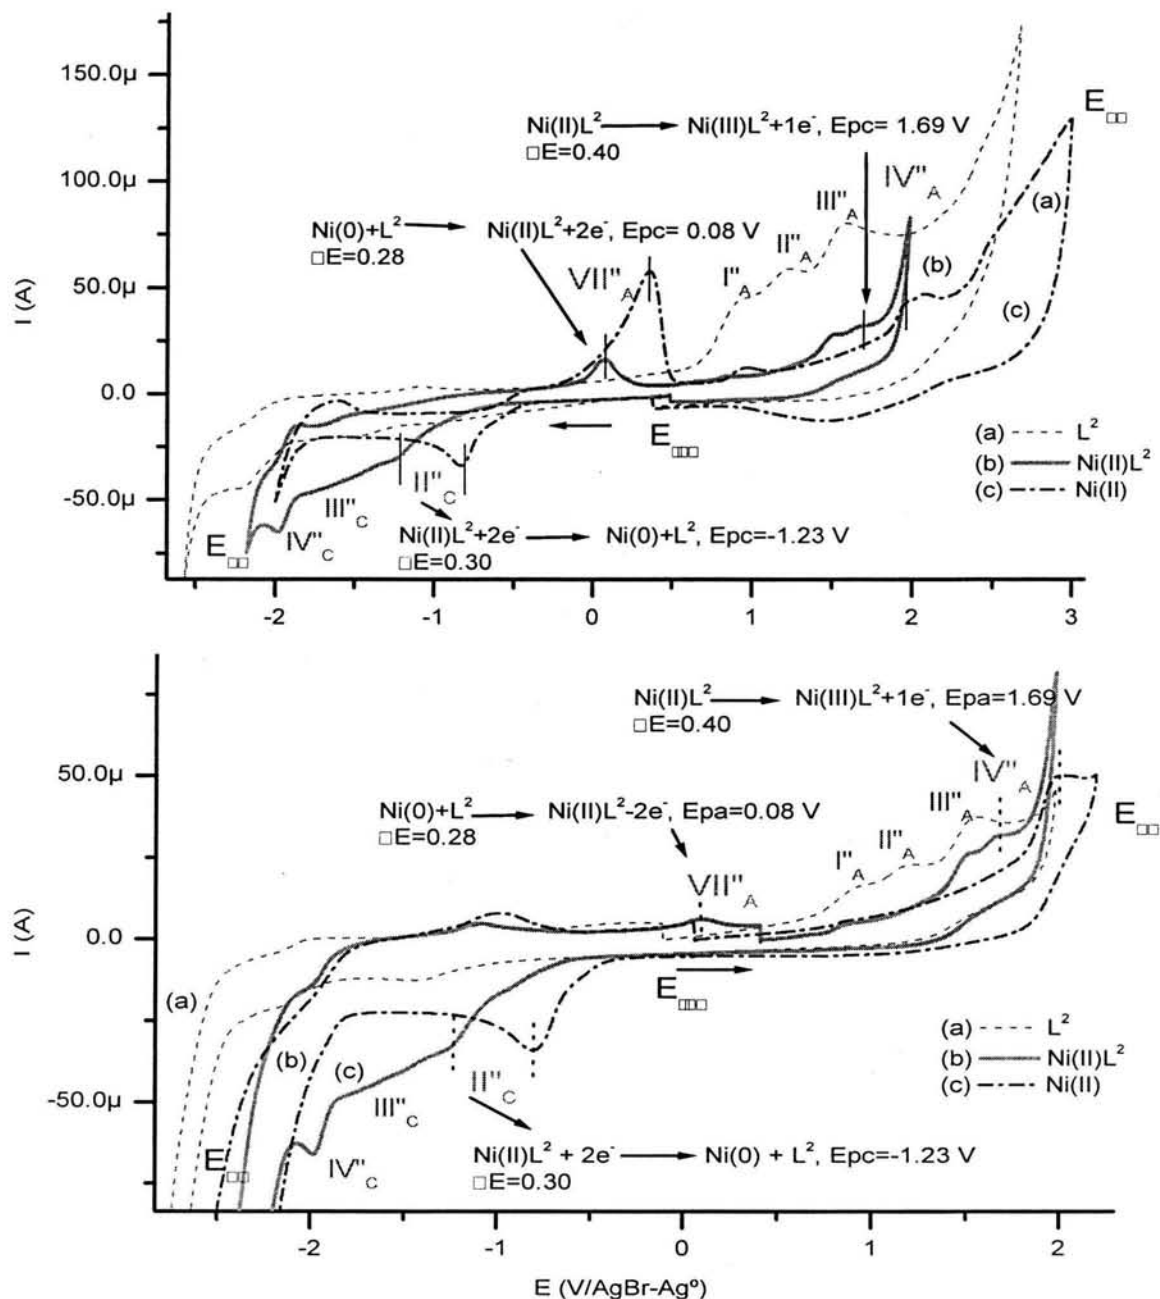 150.0µ
100.0µ
50.0µ
0.0
-50.0µ
I (A)
Ni(II)L² → Ni(III)L²+1e⁻, Epc= 1.69 V
□E=0.40
E□□
IV"A
III"A
II"A
I"A
Ni(0)+L² → Ni(II)L²+2e⁻, Epc= 0.08 V
□E=0.28
VII"A
(a)
(b)
(c)
E□□□
(a) L²
(b) Ni(II)L²
(c) Ni(II)
II"C
III"C
IV"C
E□□
Ni(II)L²+2e⁻ → Ni(0)+L², Epc=-1.23 V
□E=0.30
-2 -1 0 1 2 3
50.0µ
0.0
-50.0µ
I (A)
Ni(II)L² → Ni(III)L²+1e⁻, Epa=1.69 V
□E=0.40
IV"A
III"A
II"A
I"A
E□□
Ni(0)+L² → Ni(II)L²-2e⁻, Epa=0.08 V
□E=0.28
VII"A
E□□□
(a)
(b)
(c)
(a) L²
(b) Ni(II)L²
(c) Ni(II)
II"C
III"C
IV"C
E□□
Ni(II)L² + 2e⁻ → Ni(0) + L², Epc=-1.23 V
□E=0.30
-2 -1 0 1 2
E (V/AgBr-Ag⁰)